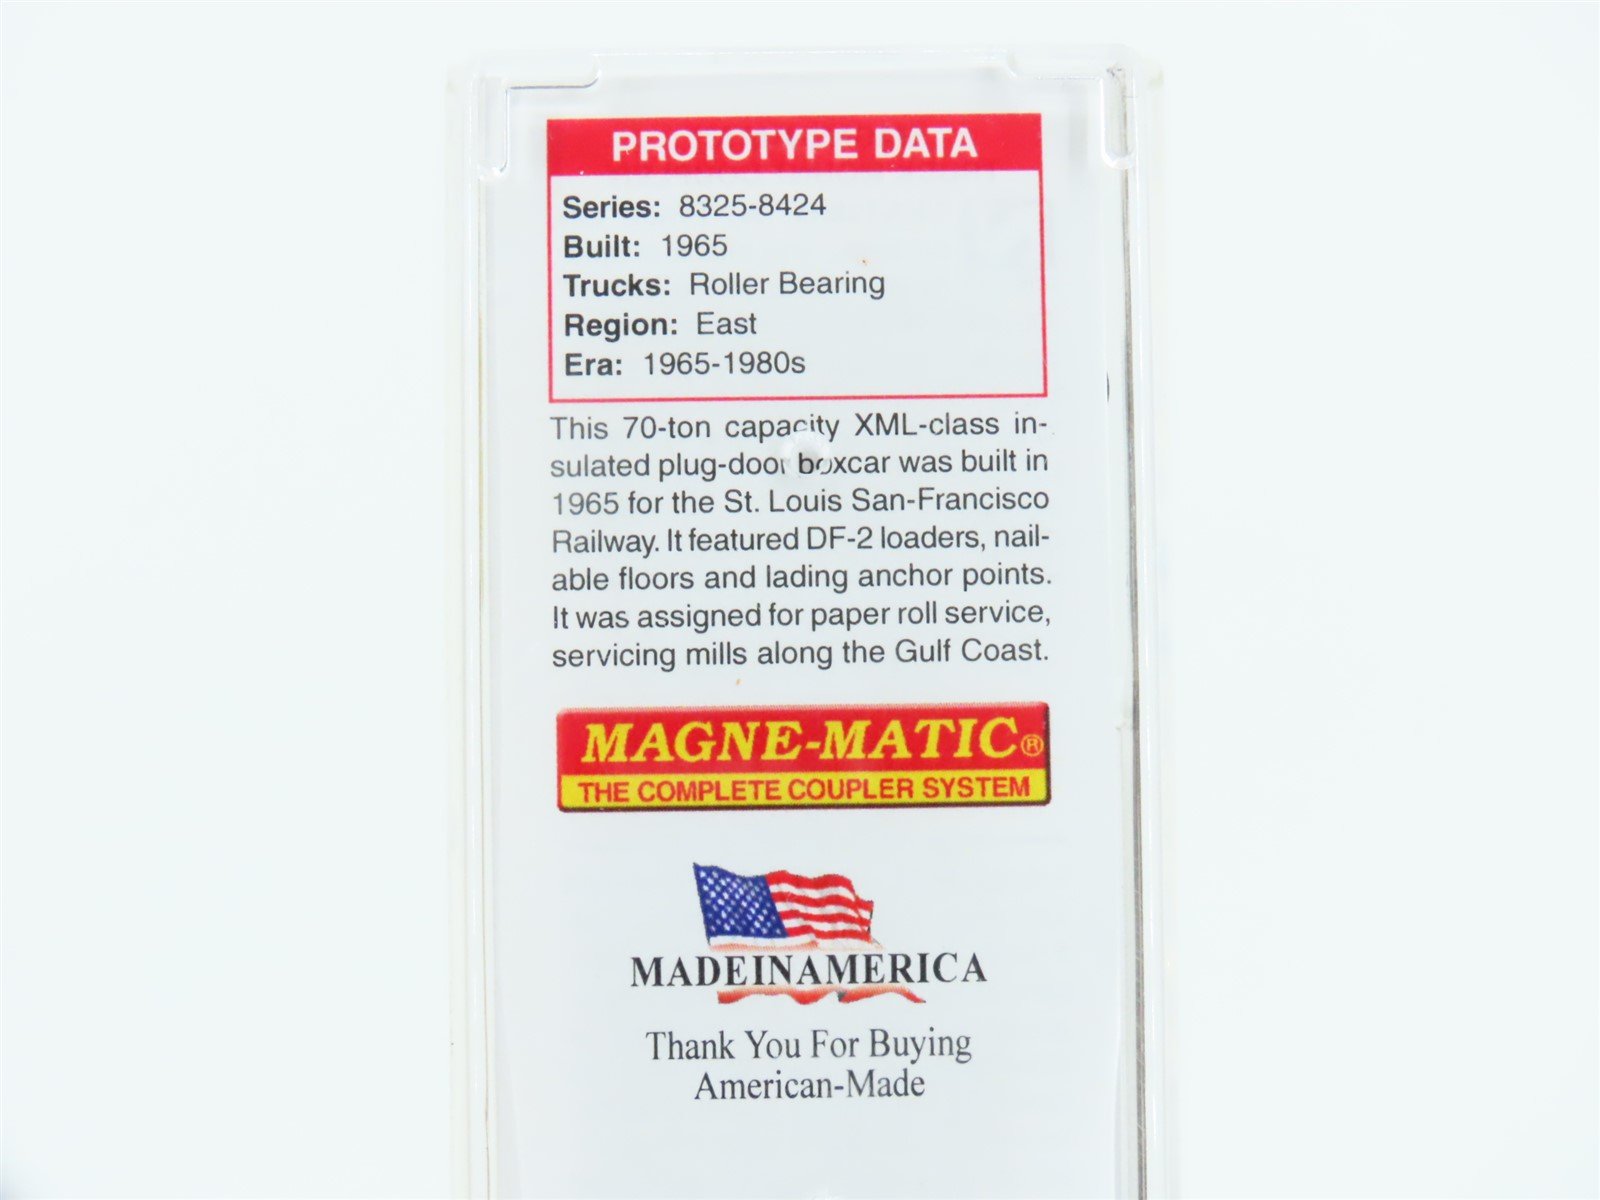 PROTOTYPE DATA
Series: 8325-8424
Built: 1965
Trucks: Roller Bearing
Region: East
Era: 1965-1980s
This 70-ton capacity XML-class in-
sulated plug-door boxcar was built in
1965 for the St. Louis San-Francisco
Railway. It featured DF-2 loaders, nail-
able floors and lading anchor points.
It was assigned for paper roll service,
servicing mills along the Gulf Coast.
MAGNE-MATIC®
THE COMPLETE COUPLER SYSTEM
MADEINAMERICA
Thank You For Buying
American-Made